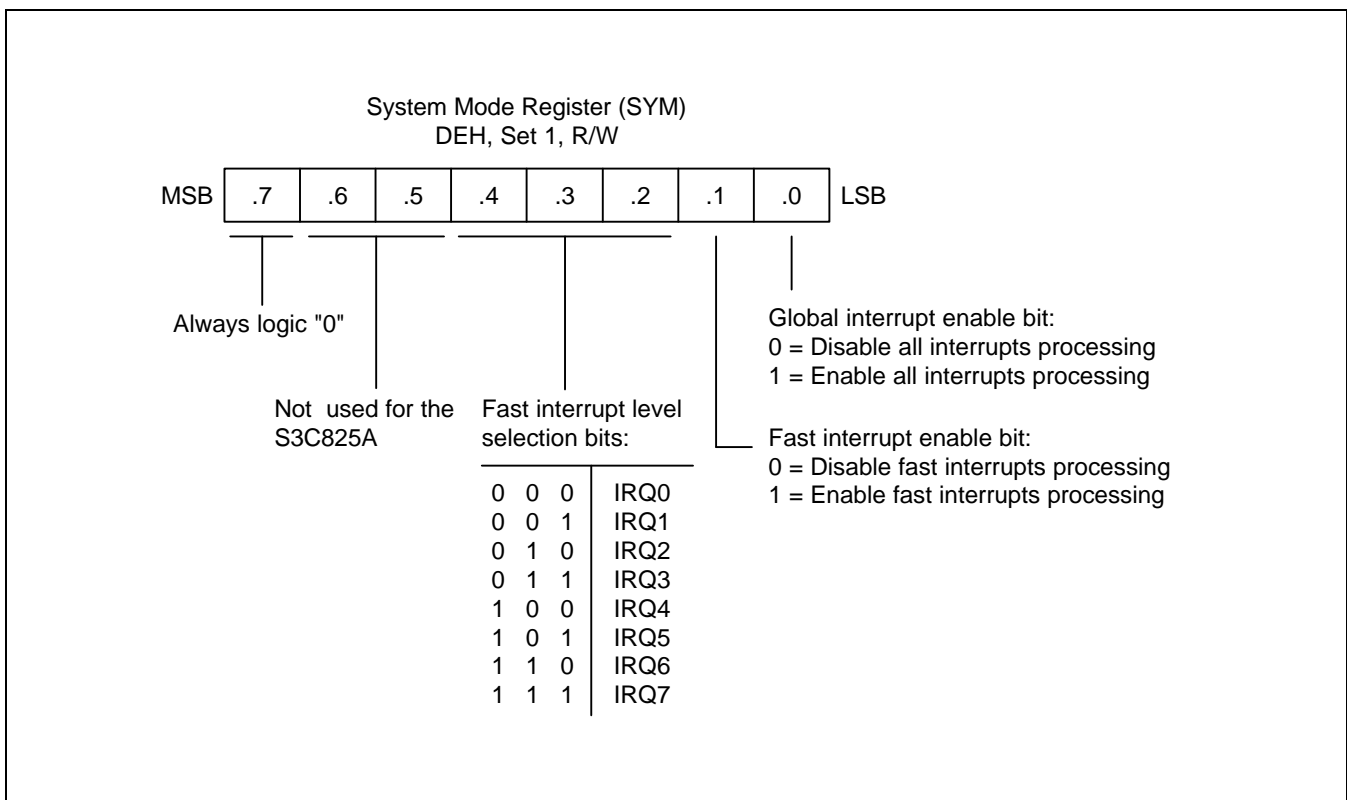 System Mode Register (SYM)
DEH, Set 1, R/W
MSB .7 .6 .5 .4 .3 .2 .1 .0 LSB
Always logic "0"
Not used for the
S3C825A
Fast interrupt level
selection bits:
0 0 0 IRQ0
0 0 1 IRQ1
0 1 0 IRQ2
0 1 1 IRQ3
1 0 0 IRQ4
1 0 1 IRQ5
1 1 0 IRQ6
1 1 1 IRQ7
Global interrupt enable bit:
0 = Disable all interrupts processing
1 = Enable all interrupts processing
Fast interrupt enable bit:
0 = Disable fast interrupts processing
1 = Enable fast interrupts processing